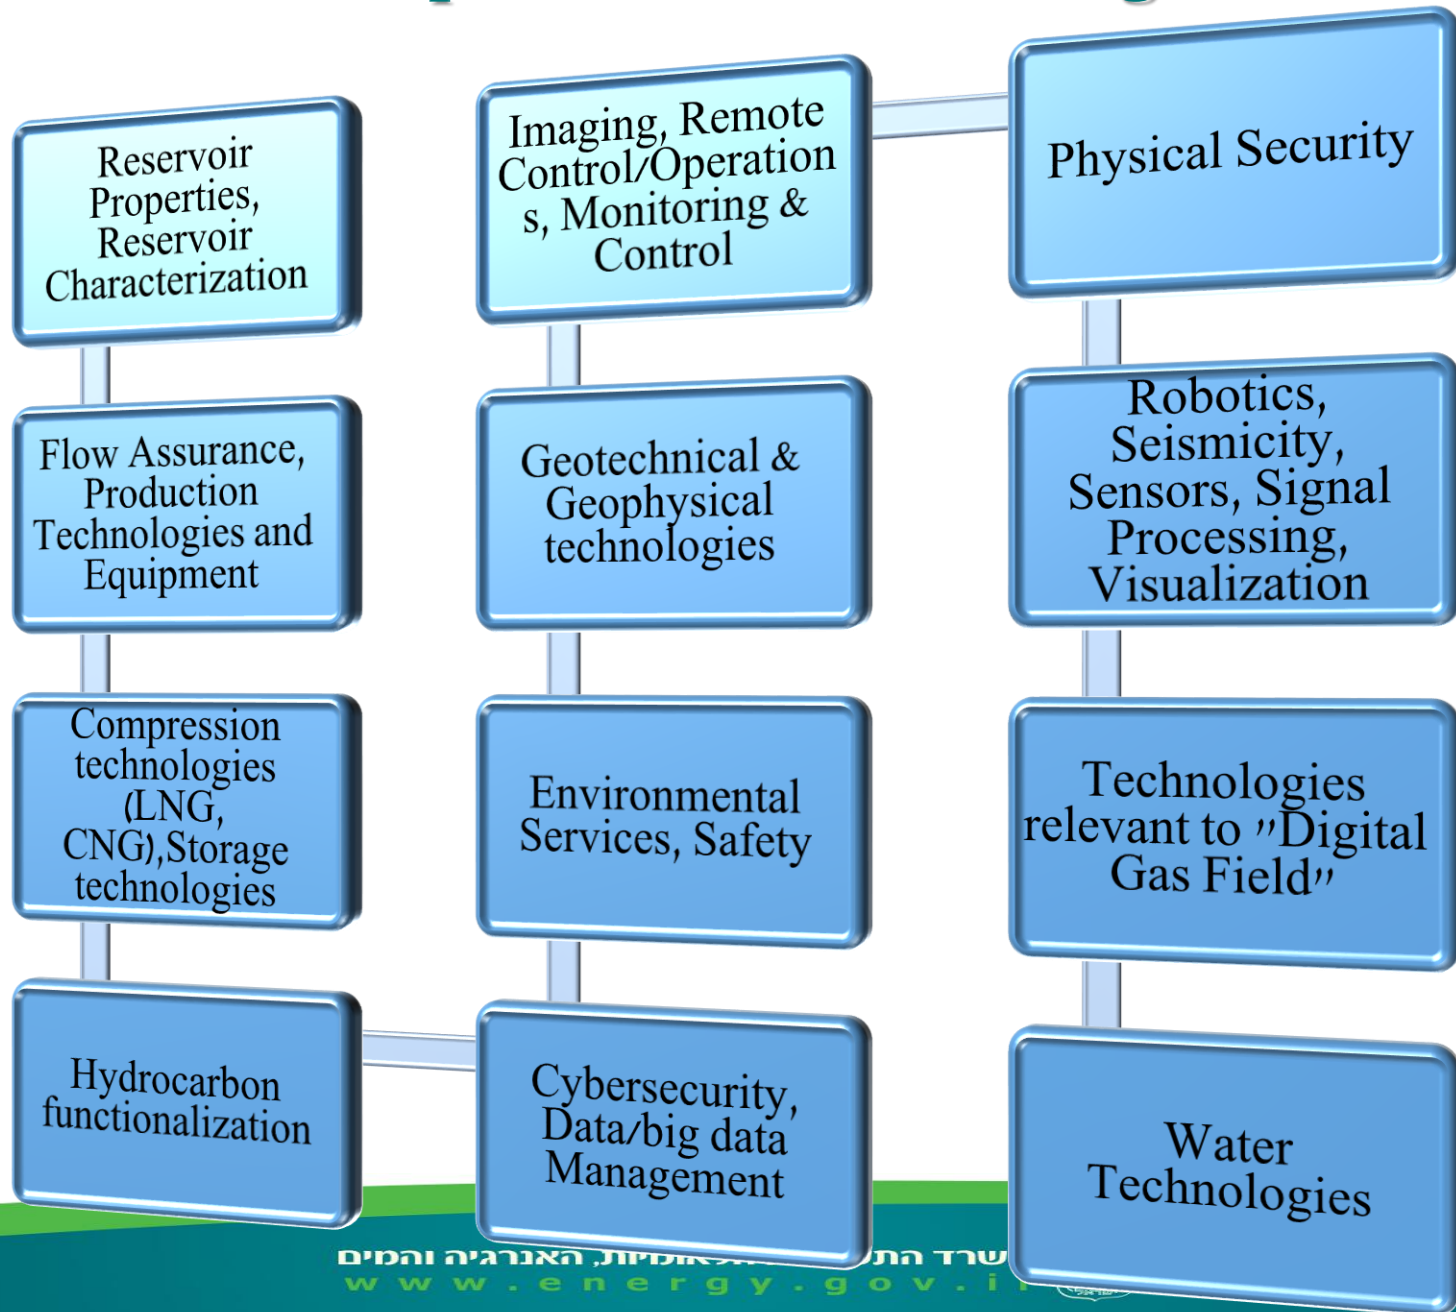 Reservoir
Properties,
Reservoir
Characterization
Flow Assurance,
Production
Technologies and
Equipment
Compression
technologies
(LNG,
CNG),Storage
technologies
Hydrocarbon
functionalization
Imaging, Remote
Control/Operation
s, Monitoring &
Control
Geotechnical &
Geophysical
technologies
Environmental
Services, Safety
Cybersecurity,
Data/big data
Management
Physical Security
Robotics,
Seismicity,
Sensors, Signal
Processing,
Visualization
Technologies
relevant to "Digital
Gas Field"
Water
Technologies
האנרגיה והמים
www.energy.gov.i